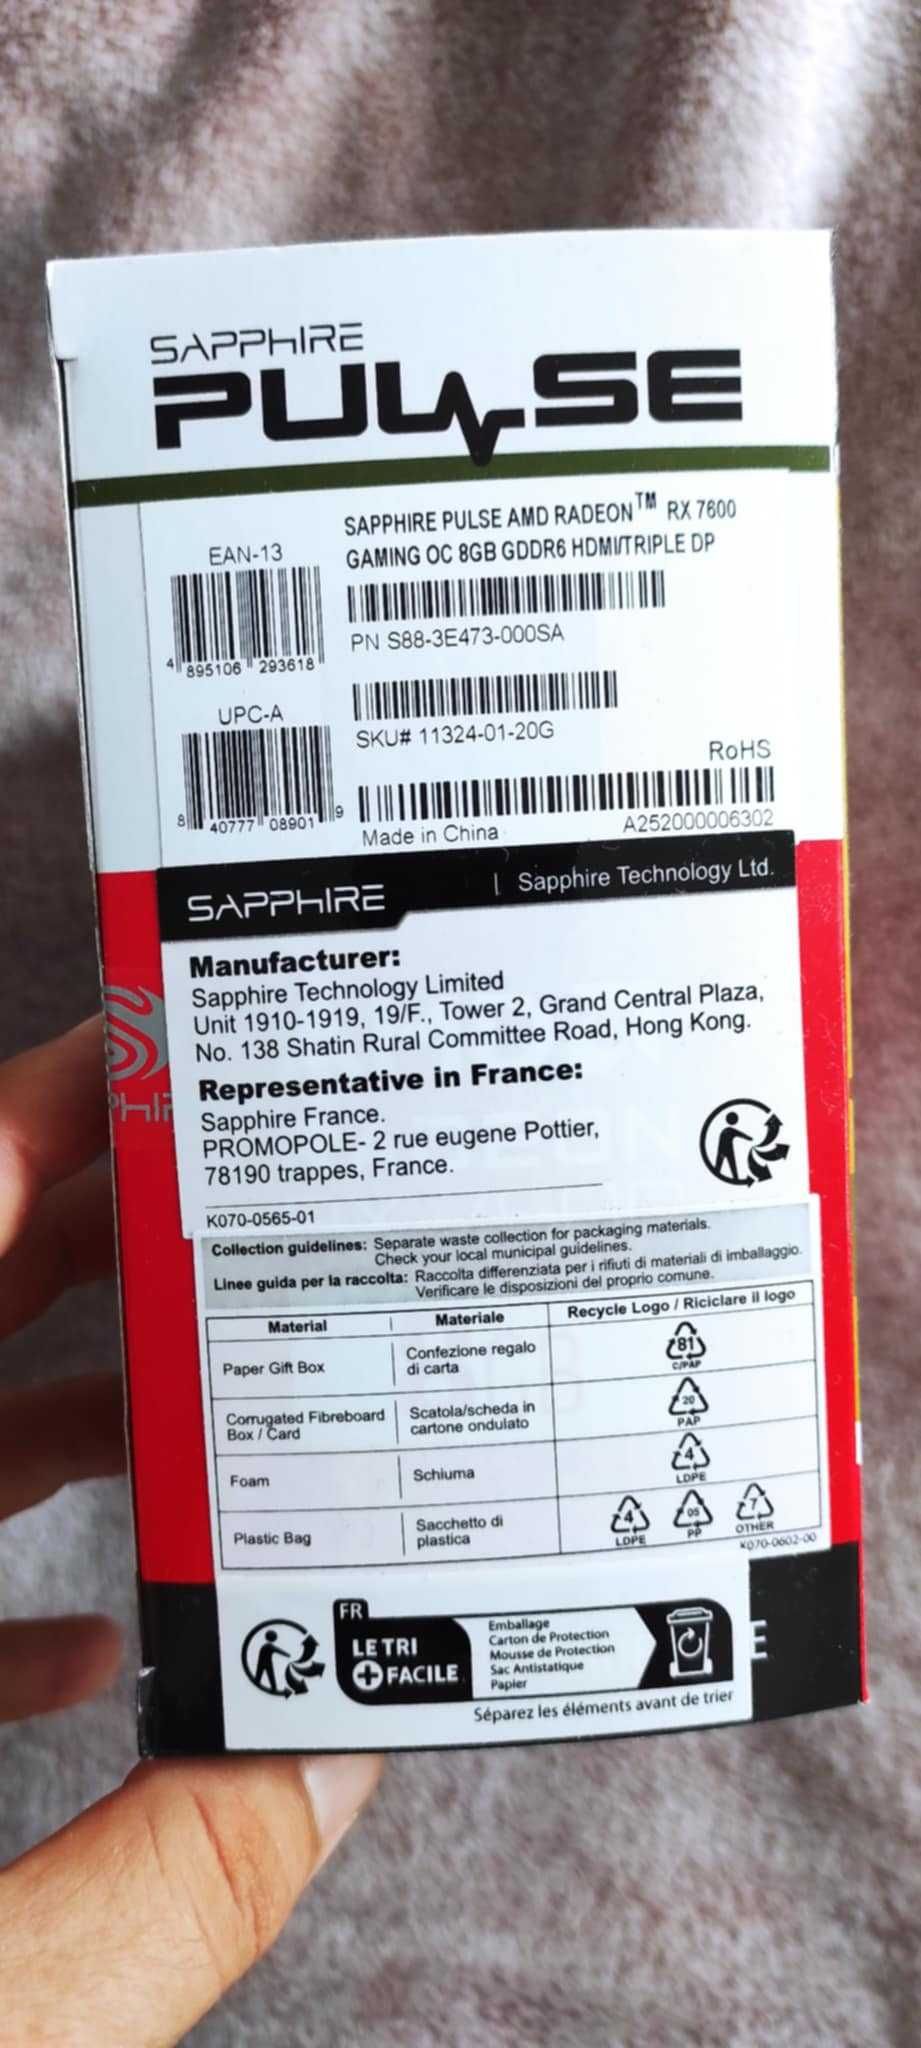 SAPPHIRE
PULSE
SAPPHIRE PULSE AMD RADEON™ RX 7600
GAMING OC 8GB GDDR6 HDMI/TRIPLE DP
EAN-13
4 895106 293618
PN S88-3E473-000SA
UPC-A
8 40777 08901 9
SKU# 11324-01-20G
RoHS
Made in China
A252000006302
SAPPHIRE | Sapphire Technology Ltd.
Manufacturer:
Sapphire Technology Limited
Unit 1910-1919, 19/F., Tower 2, Grand Central Plaza,
No. 138 Shatin Rural Committee Road, Hong Kong.
Representative in France:
Sapphire France.
PROMOPOLE- 2 rue eugene Pottier,
78190 trappes, France.
K070-0565-01
Collection guidelines: Separate waste collection for packaging materials.
Check your local municipal guidelines.
Linee guida per la raccolta: Raccolta differenziata per i rifiuti di materiali di imballaggio.
Verificare le disposizioni del proprio comune.
Material | Materiale Recycle Logo / Riciclare il logo
Paper Gift Box
Confezione regalo
di carta
81
C/PAP
Corrugated Fibreboard
Box / Card
Scatola/scheda in
cartone ondulato
20
PAP
Foam
Schiuma
4
LDPE
Plastic Bag
Sacchetto di
plastica
4 05 7
LDPE PP OTHER
K070-0602-00
FR
LE TRI
+ FACILE
Emballage
Carton de Protection
Mousse de Protection
Sac Antistatique
Papier
Séparez les éléments avant de trier